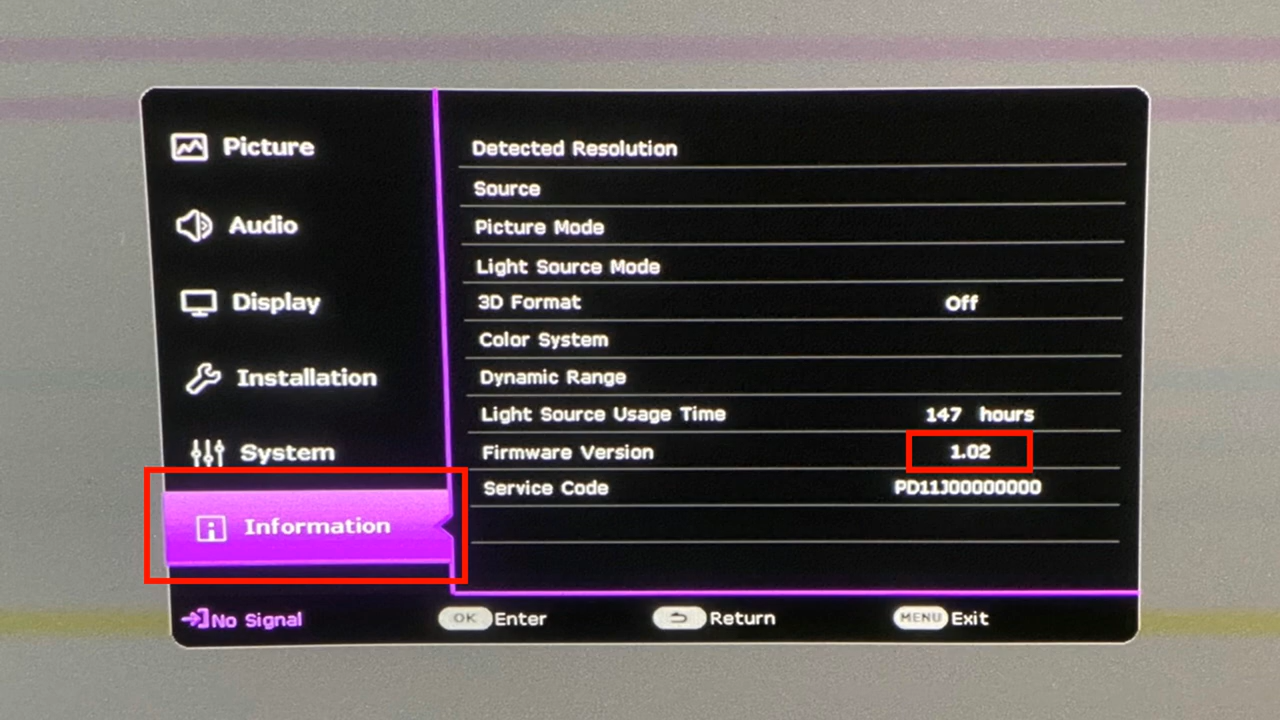 Picture
Audio
Display
Installation
System
Information
Detected Resolution
Source
Picture Mode
Light Source Mode
3D Format Off
Color System
Dynamic Range
Light Source Usage Time 147 hours
Firmware Version 1.02
Service Code PD11J00000000
No Signal OK Enter Return MENU Exit